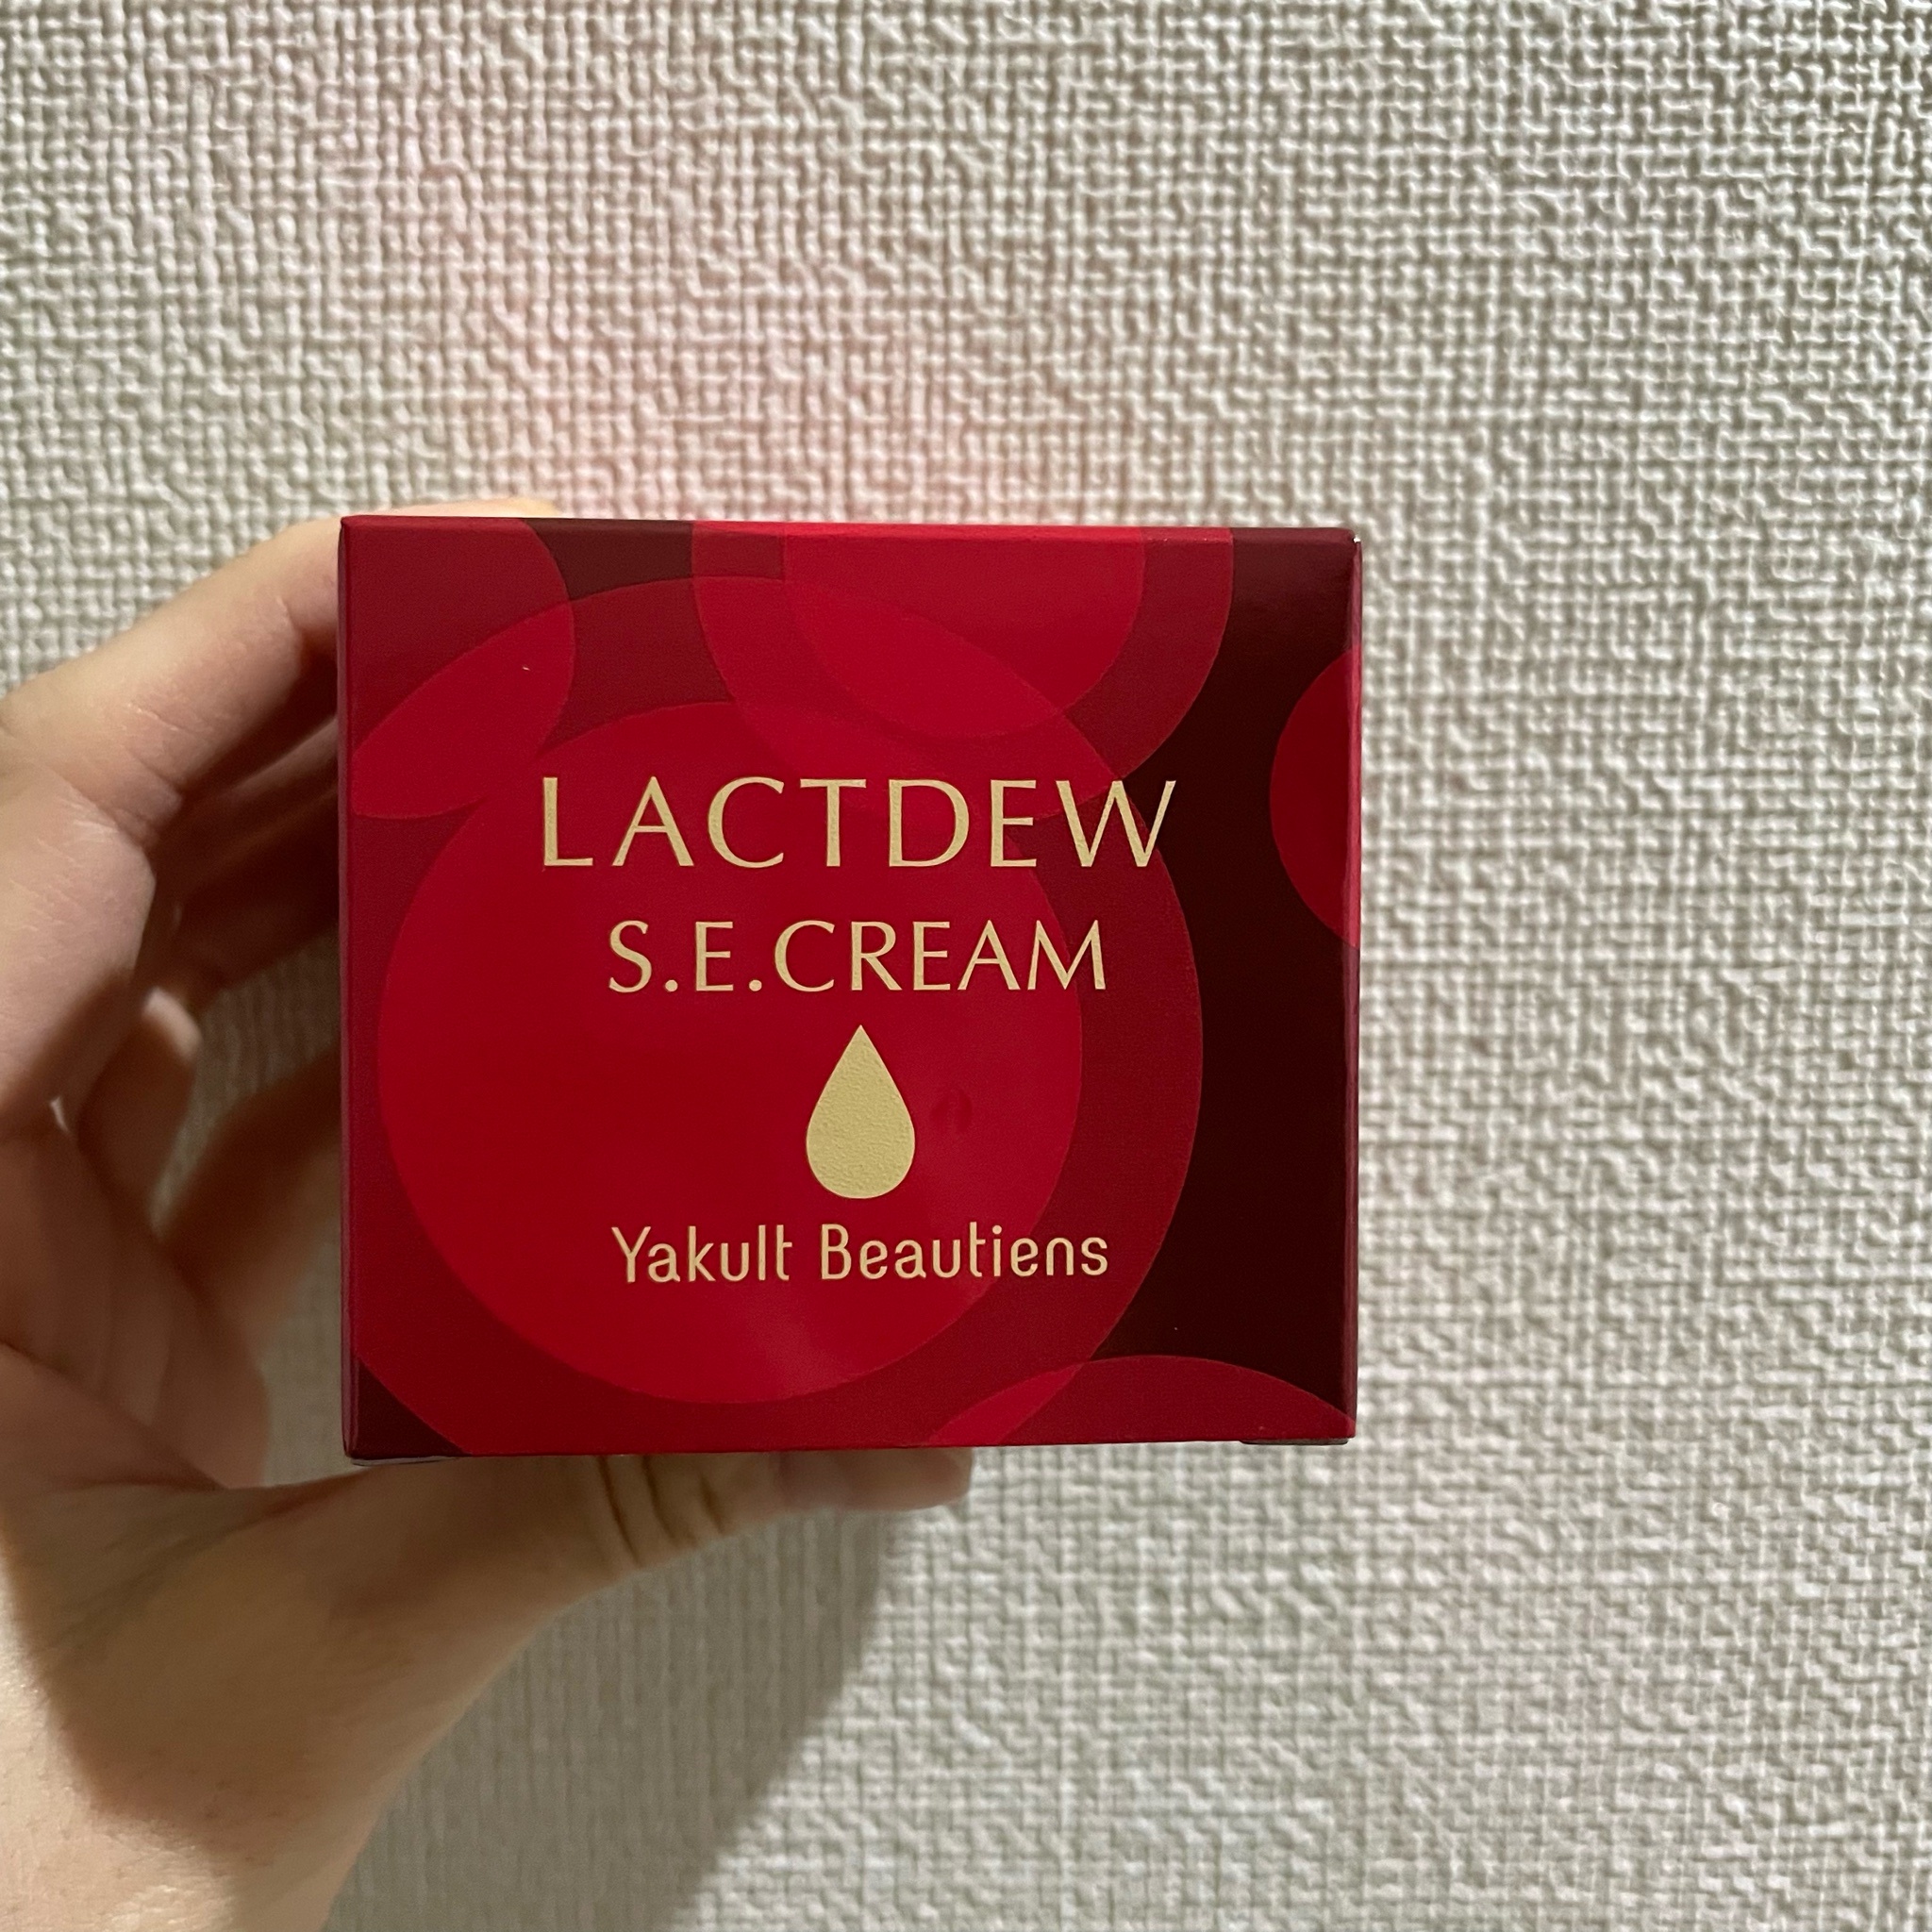 LACTDEW
S.E.CREAM
Yakult Beautiens